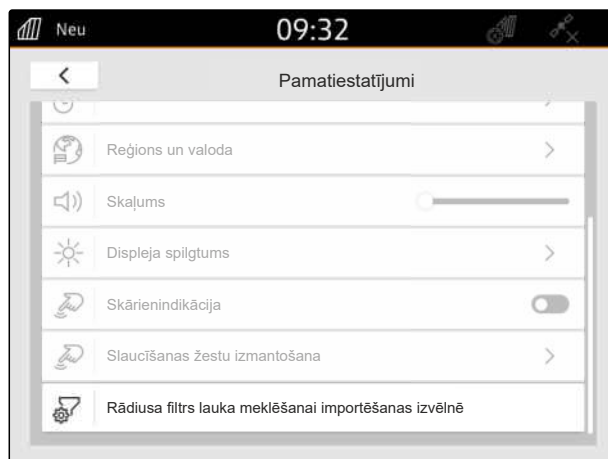 Neu
09:32
Pamatiestatījumi
Reģions un valoda
Skaļums
Displeja spilgtums
Skārienindikācija
Slaucīšanas žestu izmantošana
Rādiusa filtrs lauka meklēšanai importēšanas izvēlnē